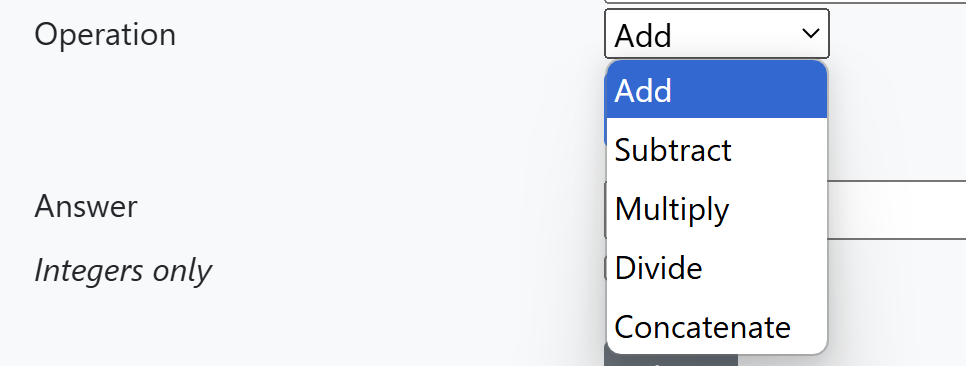 Operation
Add
Add
Subtract
Multiply
Answer
Divide
Integers only
Concatenate